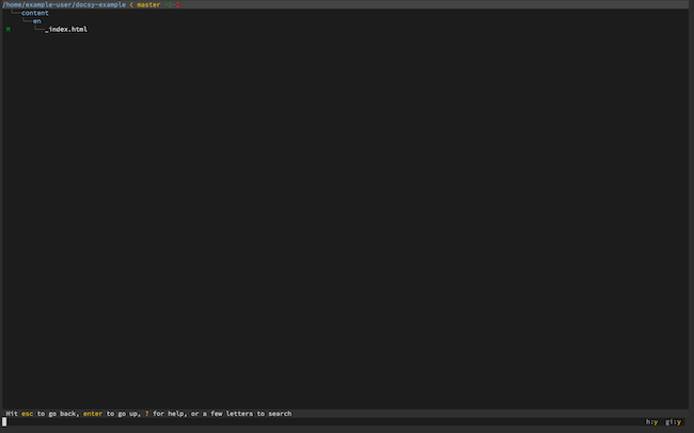 /home/example-user/docsy-example ( master
content
en
M _index.html
Hit esc to go back, enter to go up, ? for help, or a few letters to search
h:y gi:y